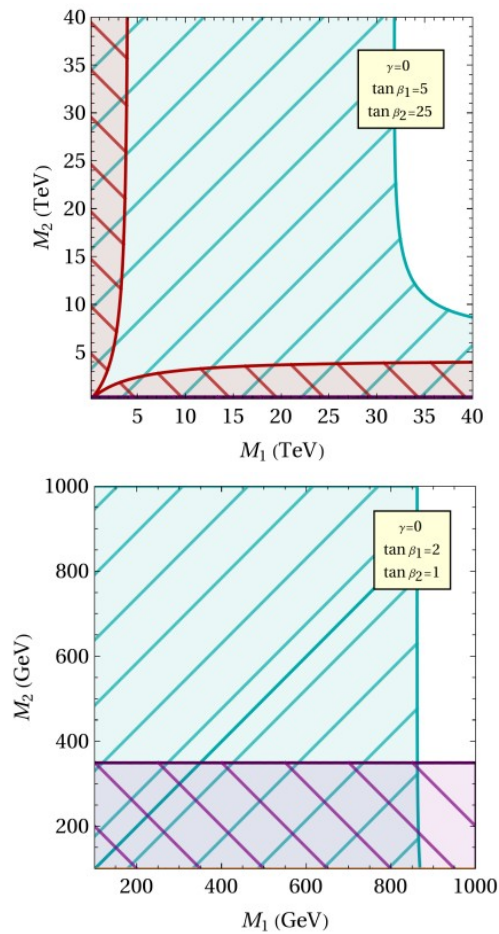 40
35
30
25
20
15
10
5
M₂ (TeV)
γ=0
tan β₁=5
tan β₂=25
5 10 15 20 25 30 35 40
M₁ (TeV)
1000
800
600
400
200
M₂ (GeV)
γ=0
tan β₁=2
tan β₂=1
200 400 600 800 1000
M₁ (GeV)